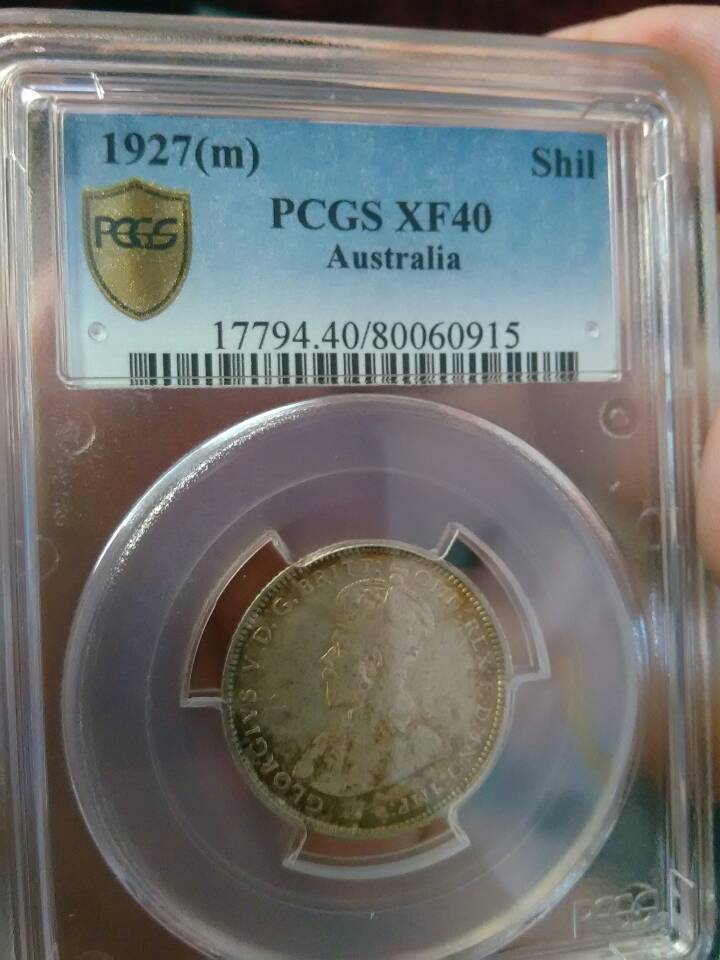 1927(m) Shil
PCGS
PCGS XF40
Australia
17794.40/80060915
GEORGIVS V D. G. BRITT: OMN: REX F. D. IND: IMP:
PCGS